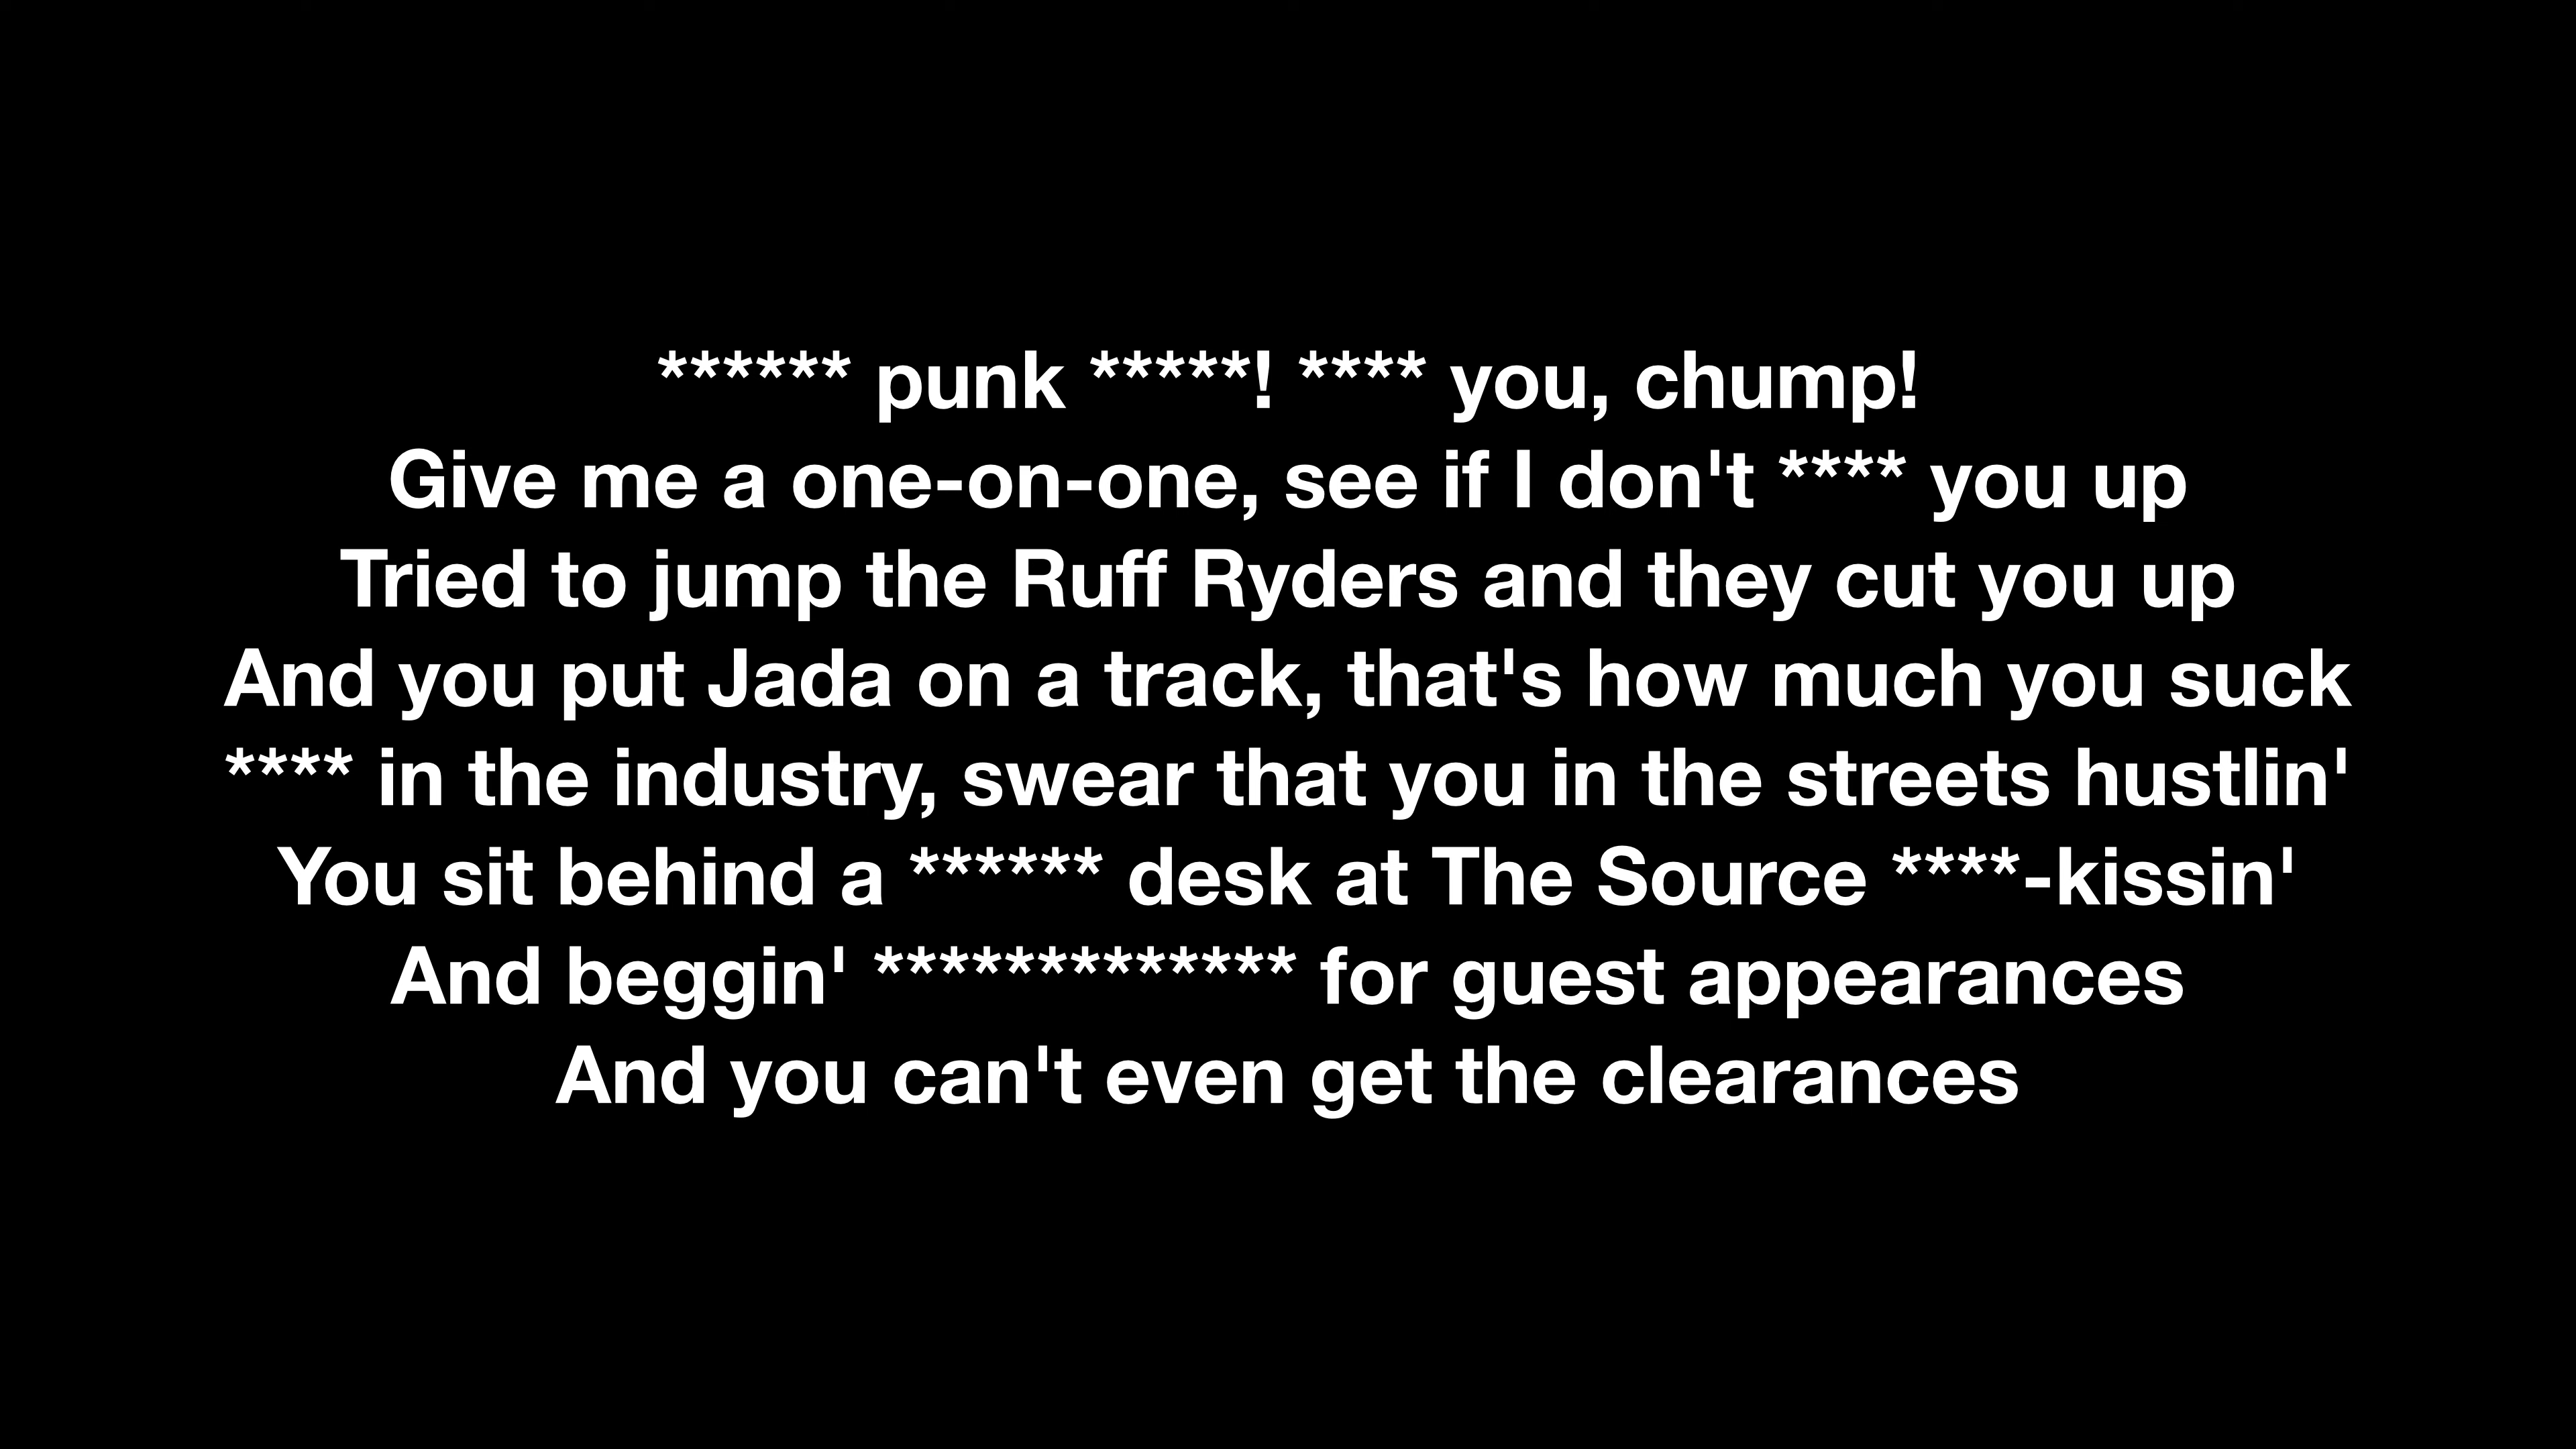 ****** punk *****! **** you, chump!
Give me a one-on-one, see if I don't **** you up
Tried to jump the Ruff Ryders and they cut you up
And you put Jada on a track, that's how much you suck
**** in the industry, swear that you in the streets hustlin'
You sit behind a ****** desk at The Source ****-kissin'
And beggin' ************* for guest appearances
And you can't even get the clearances